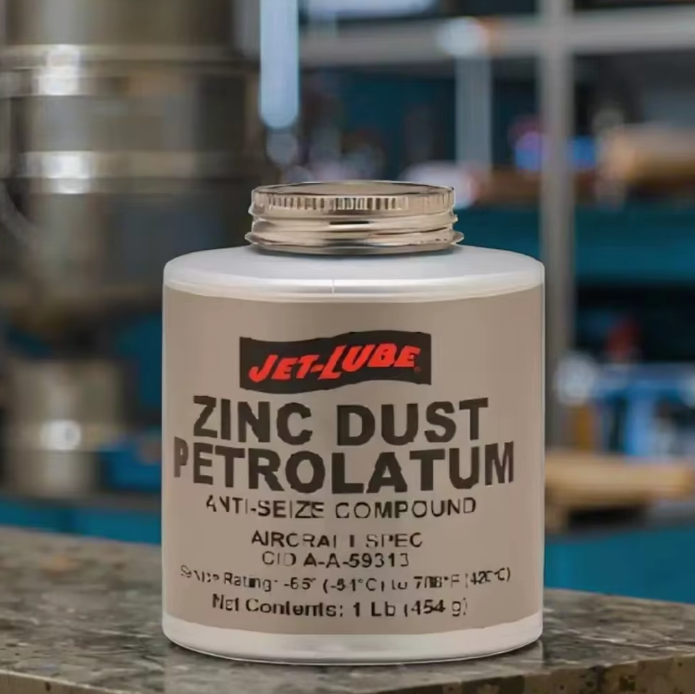 JET-LUBE
ZINC DUST
PETROLATUM
ANTI-SEIZE COMPOUND
AIRCRAFT SPEC
CID A-A-59313
Rating: -65° (-54°C) to (420°C)
Net Contents: 1 Lb (454 g)